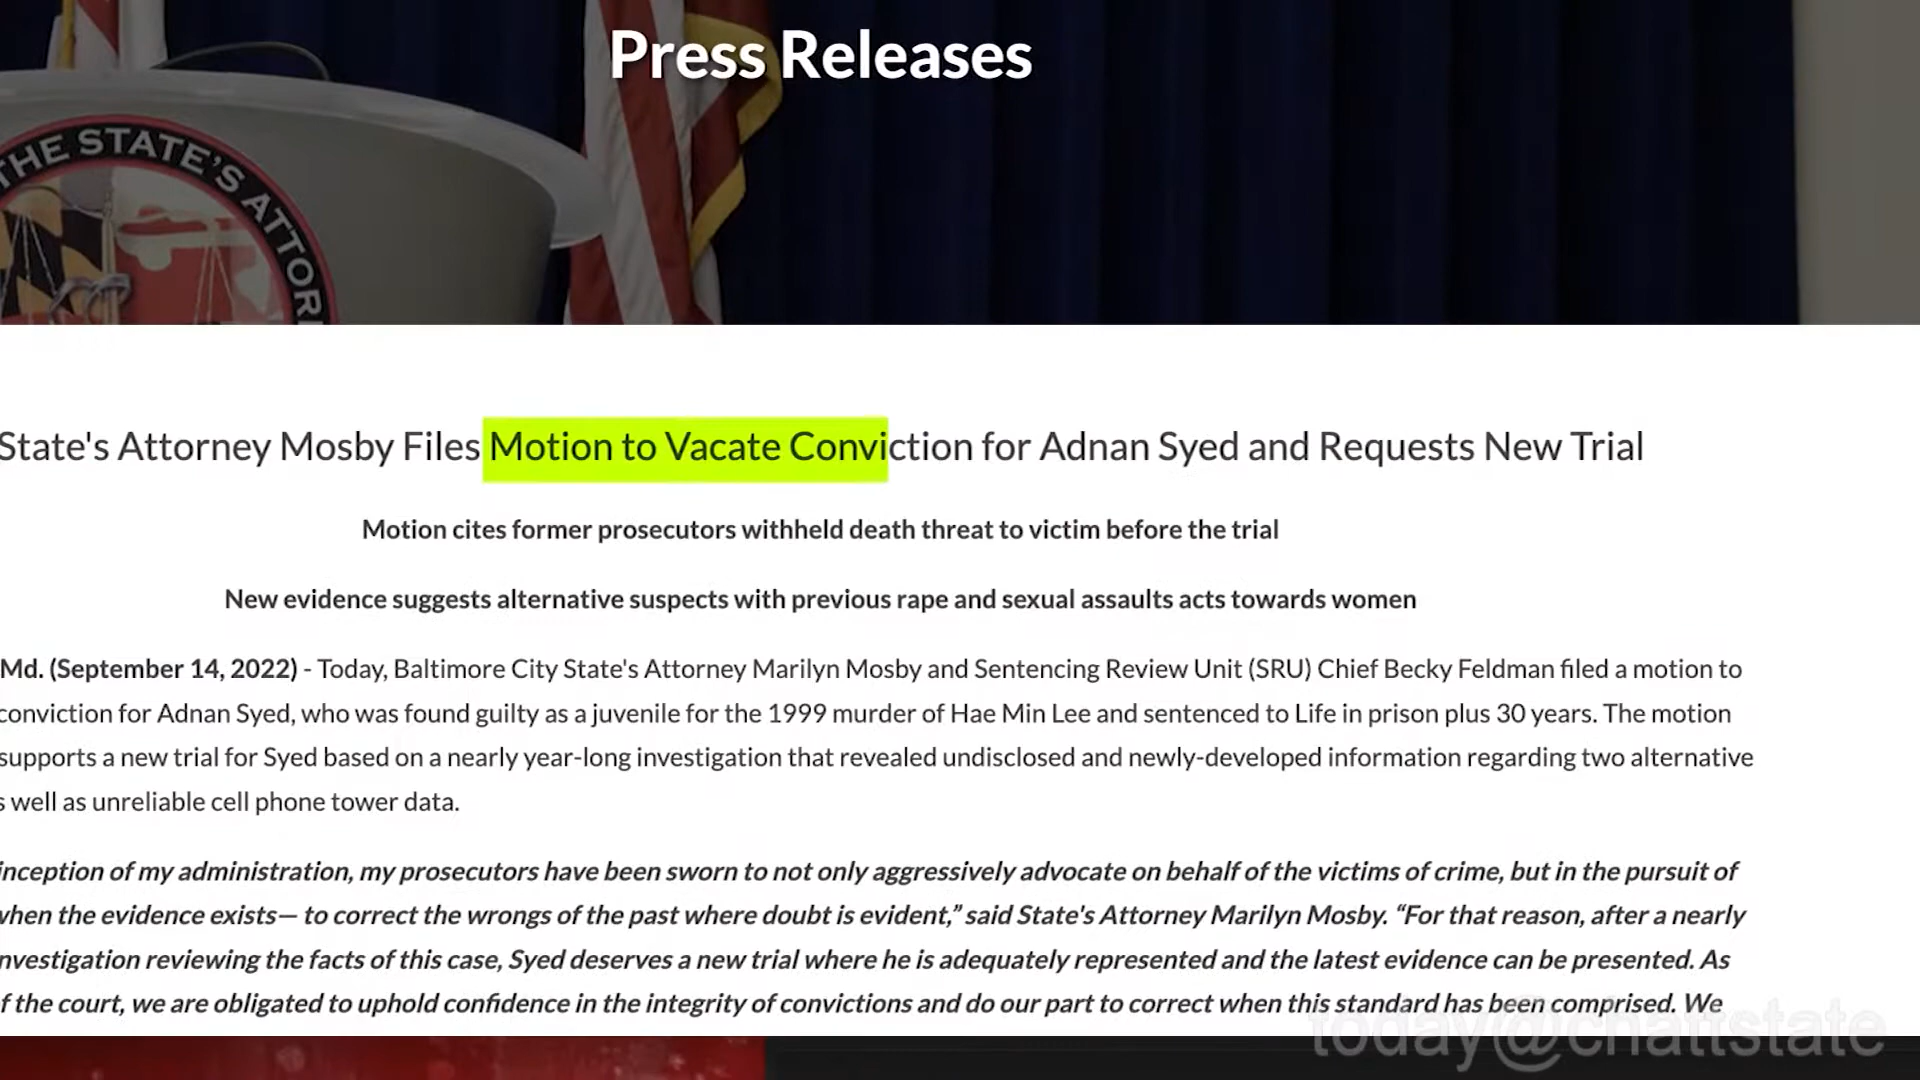 Press Releases
THE STATE'S ATTOR
State's Attorney Mosby Files Motion to Vacate Conviction for Adnan Syed and Requests New Trial
Motion cites former prosecutors withheld death threat to victim before the trial
New evidence suggests alternative suspects with previous rape and sexual assaults acts towards women
Md. (September 14, 2022) - Today, Baltimore City State's Attorney Marilyn Mosby and Sentencing Review Unit (SRU) Chief Becky Feldman filed a motion to
conviction for Adnan Syed, who was found guilty as a juvenile for the 1999 murder of Hae Min Lee and sentenced to Life in prison plus 30 years. The motion
supports a new trial for Syed based on a nearly year-long investigation that revealed undisclosed and newly-developed information regarding two alternative
s well as unreliable cell phone tower data.
inception of my administration, my prosecutors have been sworn to not only aggressively advocate on behalf of the victims of crime, but in the pursuit of
when the evidence exists— to correct the wrongs of the past where doubt is evident,” said State's Attorney Marilyn Mosby. “For that reason, after a nearly
nvestigation reviewing the facts of this case, Syed deserves a new trial where he is adequately represented and the latest evidence can be presented. As
f the court, we are obligated to uphold confidence in the integrity of convictions and do our part to correct when this standard has been comprised. We
today@chattstate